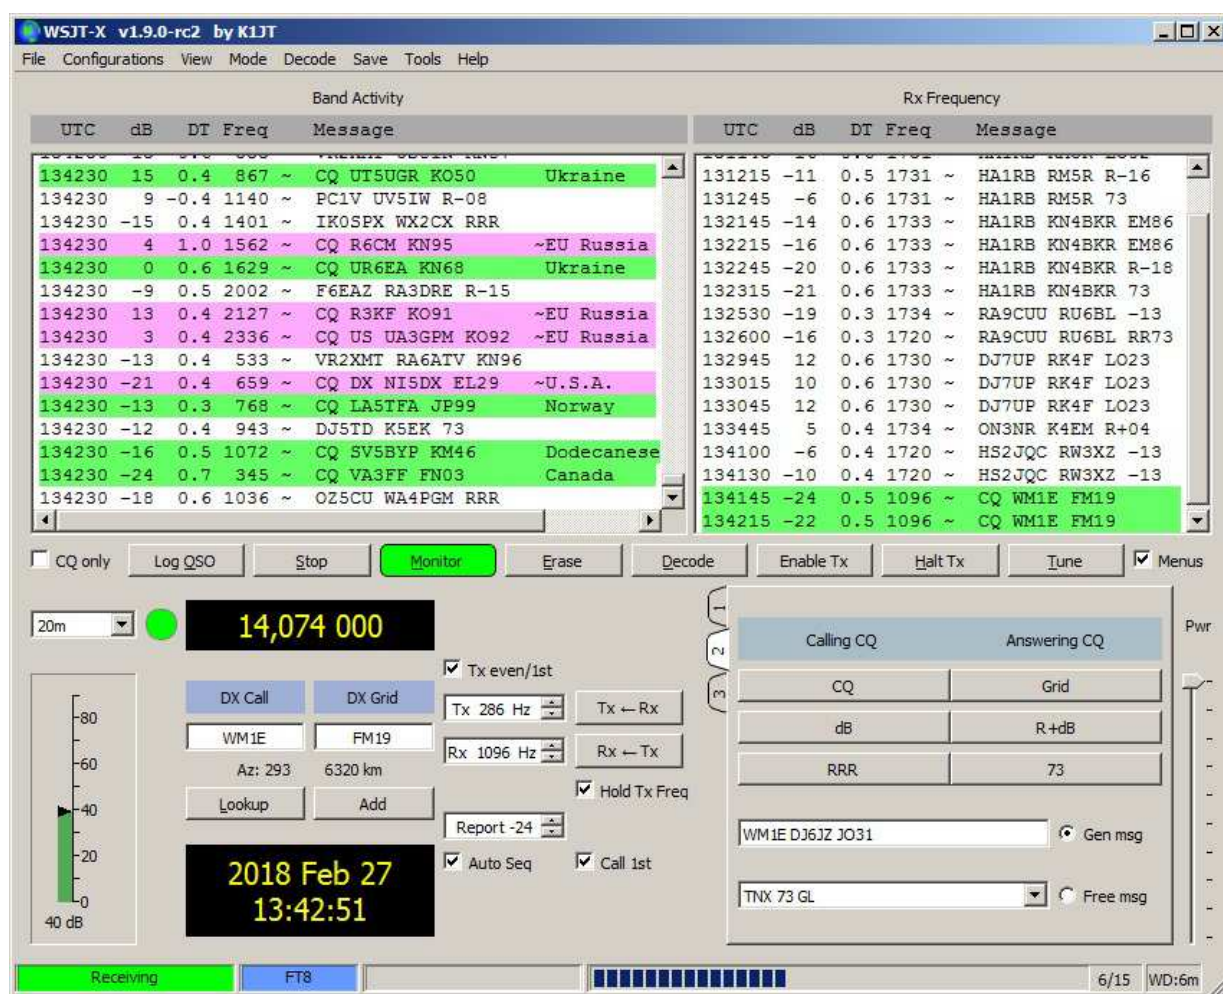 WSJT-X v1.9.0-rc2 by K1JT
File Configurations View Mode Decode Save Tools Help
Band Activity
UTC dB DT Freq Message
134230 15 0.4 867 ~ CQ UT5UGR KO50 Ukraine
134230 9 -0.4 1140 ~ PC1V UV5IW R-08
134230 -15 0.4 1401 ~ IK0SPX WX2CX RRR
134230 4 1.0 1562 ~ CQ R6CM KN95 ~EU Russia
134230 0 0.6 1629 ~ CQ UR6EA KN68 Ukraine
134230 -9 0.5 2002 ~ F6EAZ RA3DRE R-15
134230 13 0.4 2127 ~ CQ R3KF KO91 ~EU Russia
134230 3 0.4 2336 ~ CQ US UA3GPM KO92 ~EU Russia
134230 -13 0.4 533 ~ VR2XMT RA6ATV KN96
134230 -21 0.4 659 ~ CQ DX NI5DX EL29 ~U.S.A.
134230 -13 0.3 768 ~ CQ LA5TFA JP99 Norway
134230 -12 0.4 943 ~ DJ5TD K5EK 73
134230 -16 0.5 1072 ~ CQ SV5BYP KM46 Dodecanese
134230 -24 0.7 345 ~ CQ VA3FF FN03 Canada
134230 -18 0.6 1036 ~ OZ5CU WA4PGM RRR
Rx Frequency
UTC dB DT Freq Message
131215 -11 0.5 1731 ~ HA1RB RM5R R-16
131245 -6 0.6 1731 ~ HA1RB RM5R 73
132145 -14 0.6 1733 ~ HA1RB KN4BKR EM86
132215 -16 0.6 1733 ~ HA1RB KN4BKR EM86
132245 -20 0.6 1733 ~ HA1RB KN4BKR R-18
132315 -21 0.6 1733 ~ HA1RB KN4BKR 73
132530 -19 0.3 1734 ~ RA9CUU RU6BL -13
132600 -16 0.3 1720 ~ RA9CUU RU6BL RR73
132945 12 0.6 1730 ~ DJ7UP RK4F LO23
133015 10 0.6 1730 ~ DJ7UP RK4F LO23
133045 12 0.6 1730 ~ DJ7UP RK4F LO23
133445 5 0.4 1734 ~ ON3NR K4EM R+04
134100 -6 0.4 1720 ~ HS2JQC RW3XZ -13
134130 -10 0.4 1720 ~ HS2JQC RW3XZ -13
134145 -24 0.5 1096 ~ CQ WM1E FM19
134215 -22 0.5 1096 ~ CQ WM1E FM19
CQ only Log QSO Stop Monitor Erase Decode Enable Tx Halt Tx Tune Menus
20m
14,074 000
Tx even/1st
DX Call DX Grid
Tx 286 Hz Tx ← Rx
WM1E FM19
Rx 1096 Hz Rx ← Tx
Az: 293 6320 km
Hold Tx Freq
Lookup Add
Report -24
Auto Seq Call 1st
2018 Feb 27
13:42:51
80
60
40
20
0
40 dB
1
2
3
Calling CQ Answering CQ
CQ Grid
dB R+dB
RRR 73
WM1E DJ6JZ JO31 Gen msg
TNX 73 GL Free msg
Pwr
Receiving FT8 6/15 WD:6m